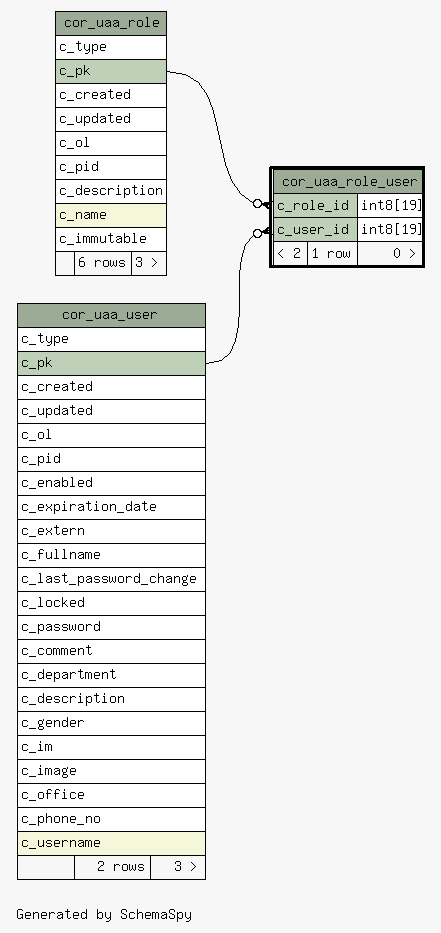 cor_uaa_role
c_type
c_pk
c_created
c_updated
c_ol
c_pid
c_description
c_name
c_immutable
6 rows 3 >
cor_uaa_role_user
c_role_id int8[19]
c_user_id int8[19]
< 2 1 row 0 >
cor_uaa_user
c_type
c_pk
c_created
c_updated
c_ol
c_pid
c_enabled
c_expiration_date
c_extern
c_fullname
c_last_password_change
c_locked
c_password
c_comment
c_department
c_description
c_gender
c_im
c_image
c_office
c_phone_no
c_username
2 rows 3 >
Generated by SchemaSpy